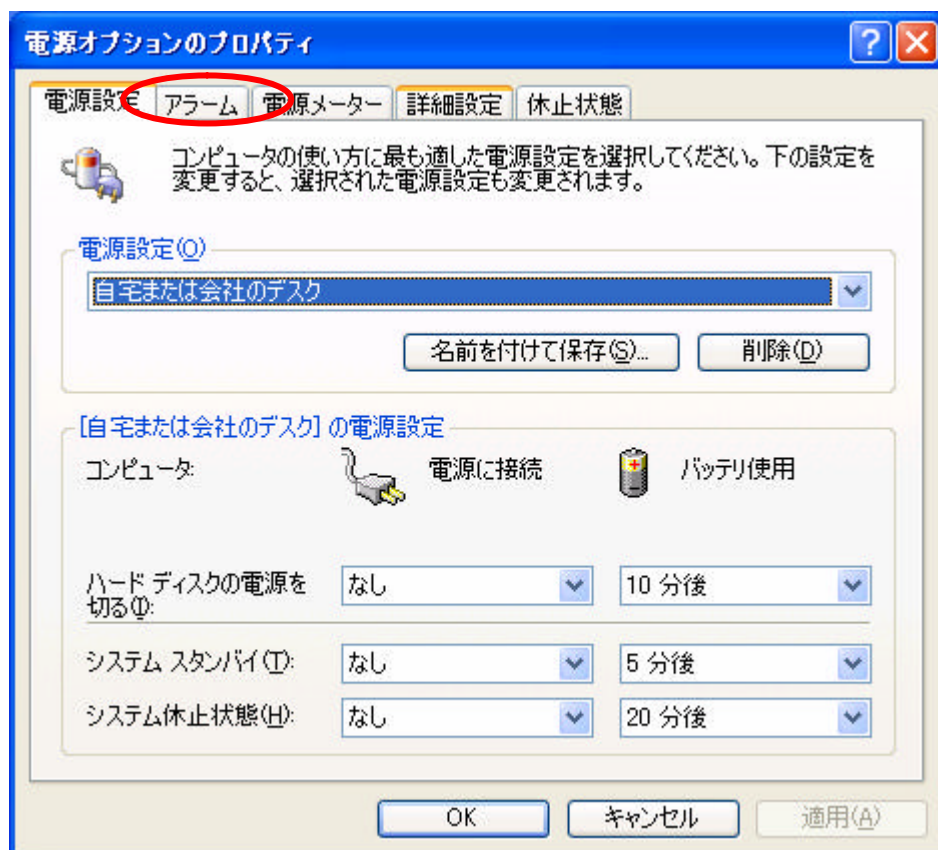 電源オプションのプロパティ
電源設定 アラーム 電源メーター 詳細設定 休止状態
コンピュータの使い方に最も適した電源設定を選択してください。下の設定を
変更すると、選択された電源設定も変更されます。
電源設定(O)
自宅または会社のデスク
名前を付けて保存(S)... 削除(D)
[自宅または会社のデスク] の電源設定
コンピュータ: 電源に接続 バッテリ使用
ハード ディスクの電源を
切る(I): なし 10 分後
システム スタンバイ(T): なし 5 分後
システム休止状態(H): なし 20 分後
OK キャンセル 適用(A)